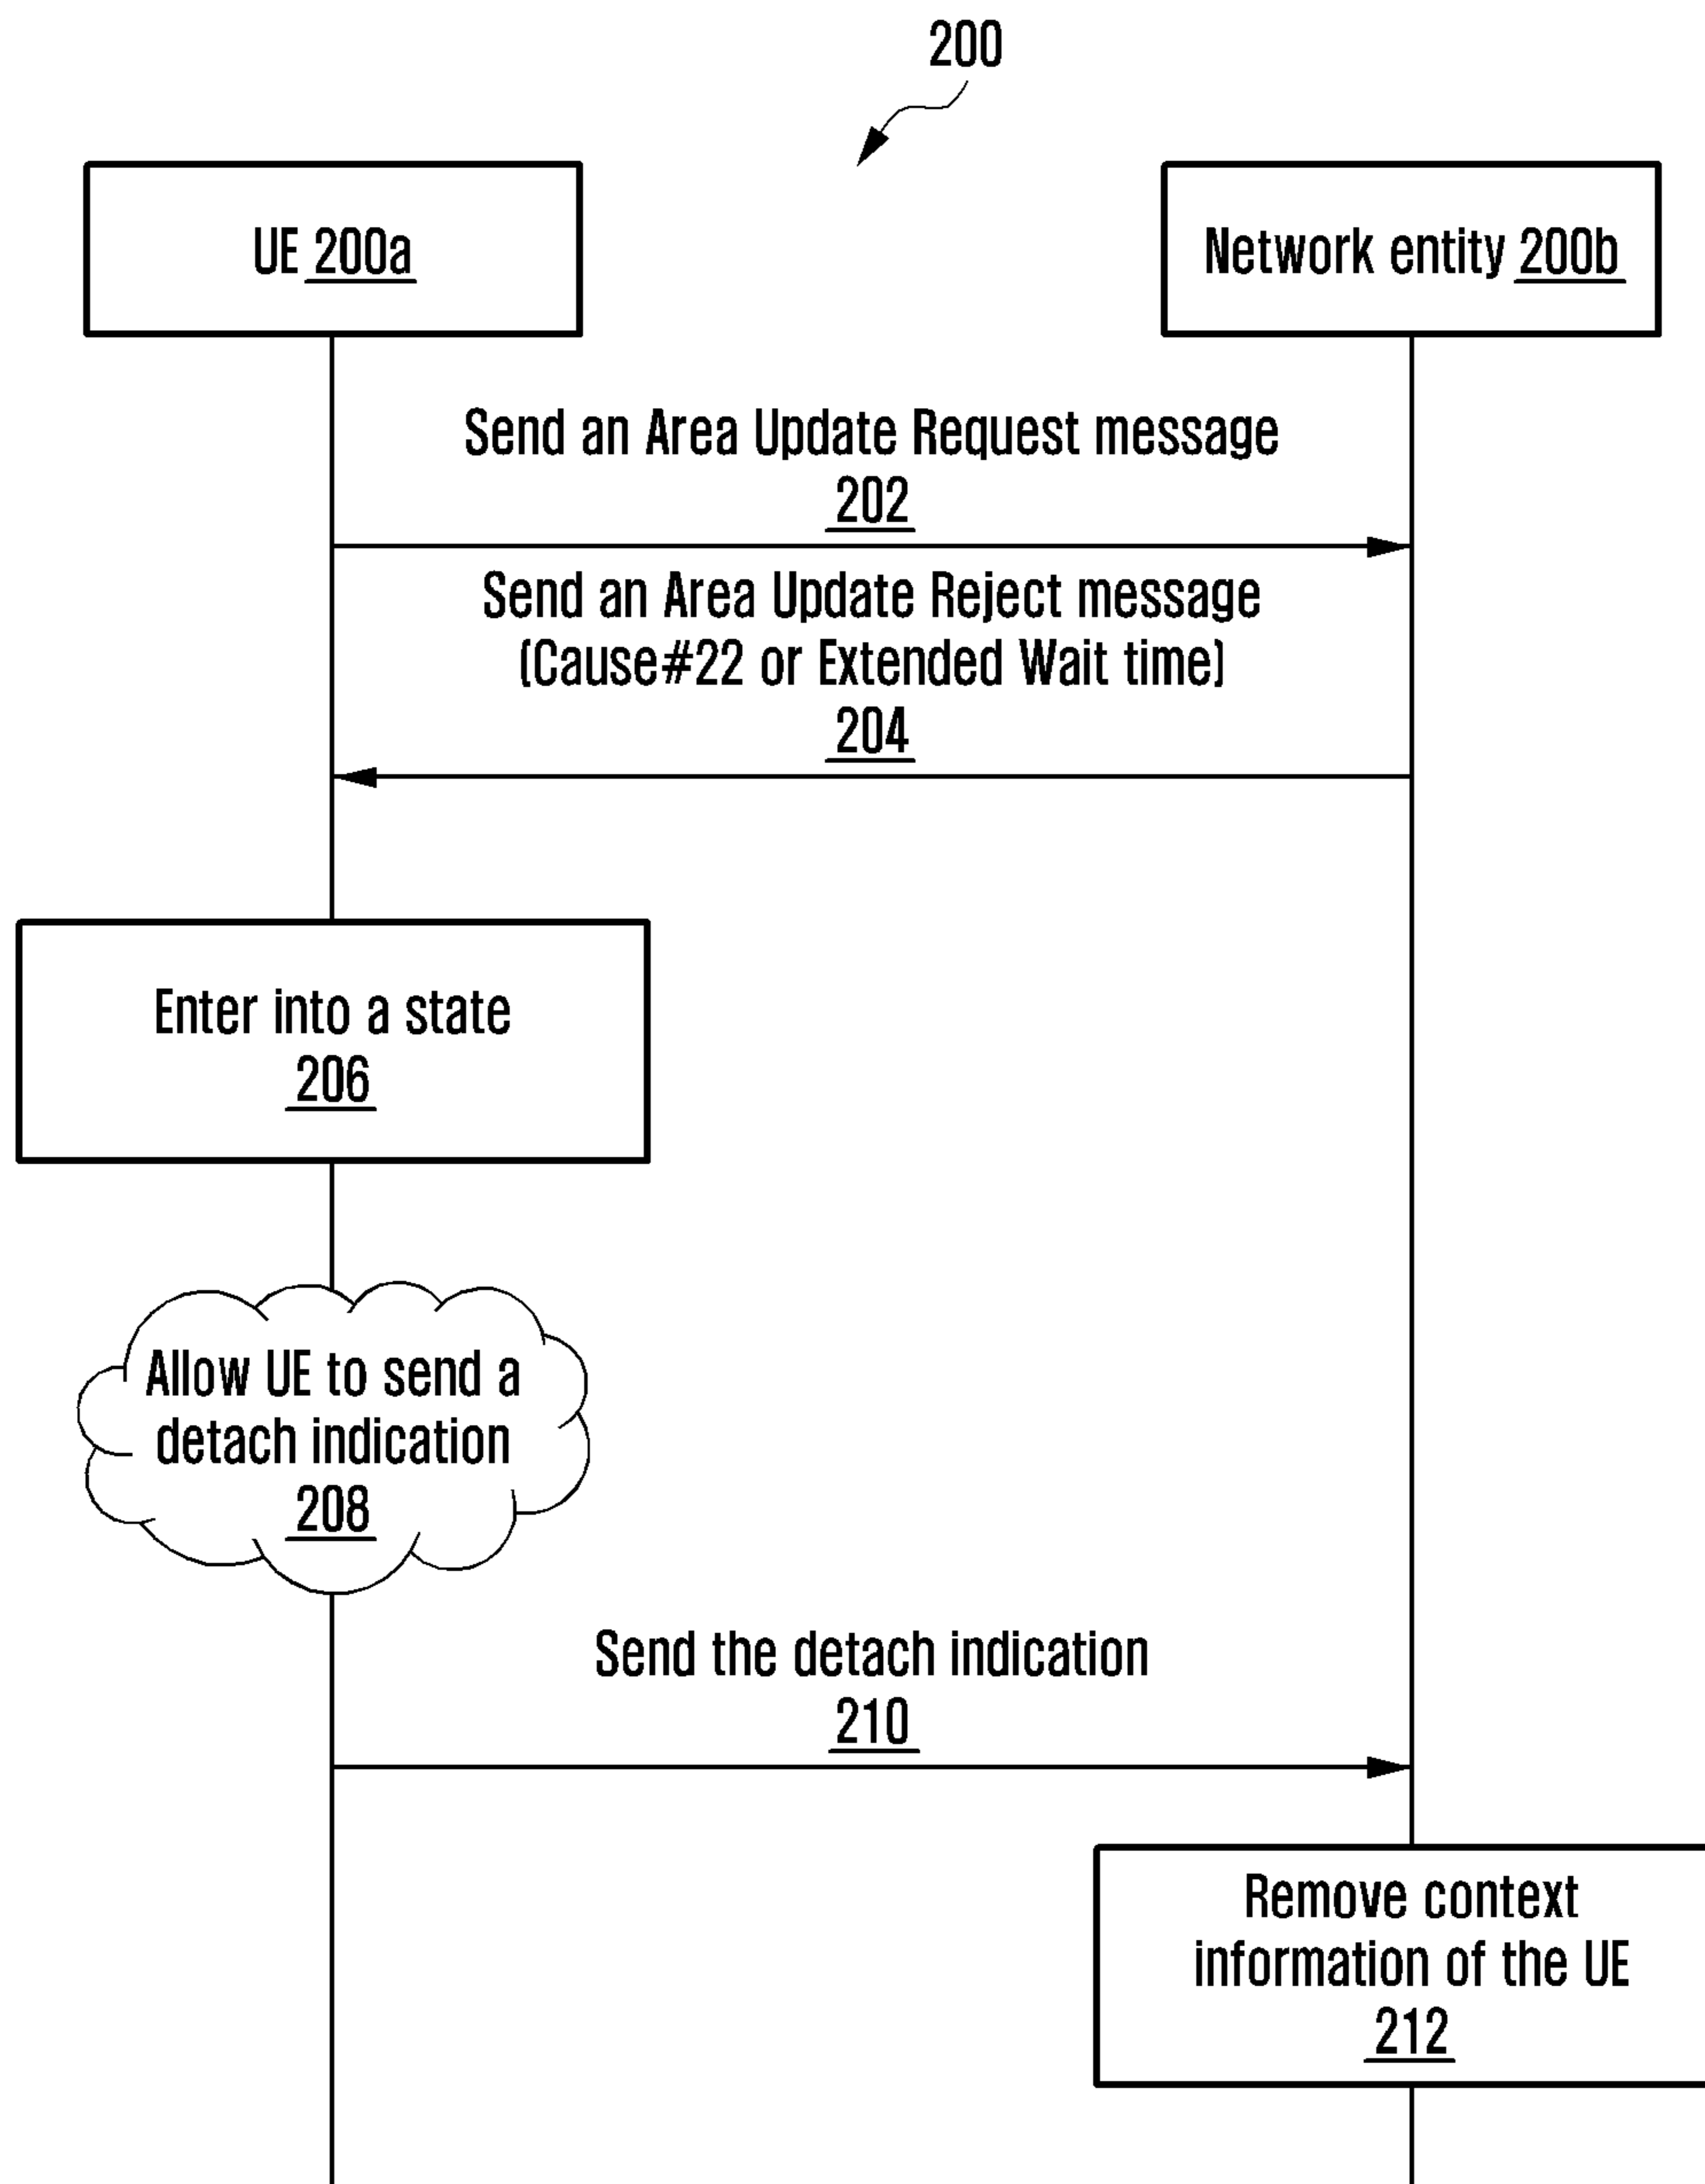 200
UE 200a
Network entity 200b
Send an Area Update Request message
202
Send an Area Update Reject message
(Cause#22 or Extended Wait time)
204
Enter into a state
206
Allow UE to send a
detach indication
208
Send the detach indication
210
Remove context
information of the UE
212